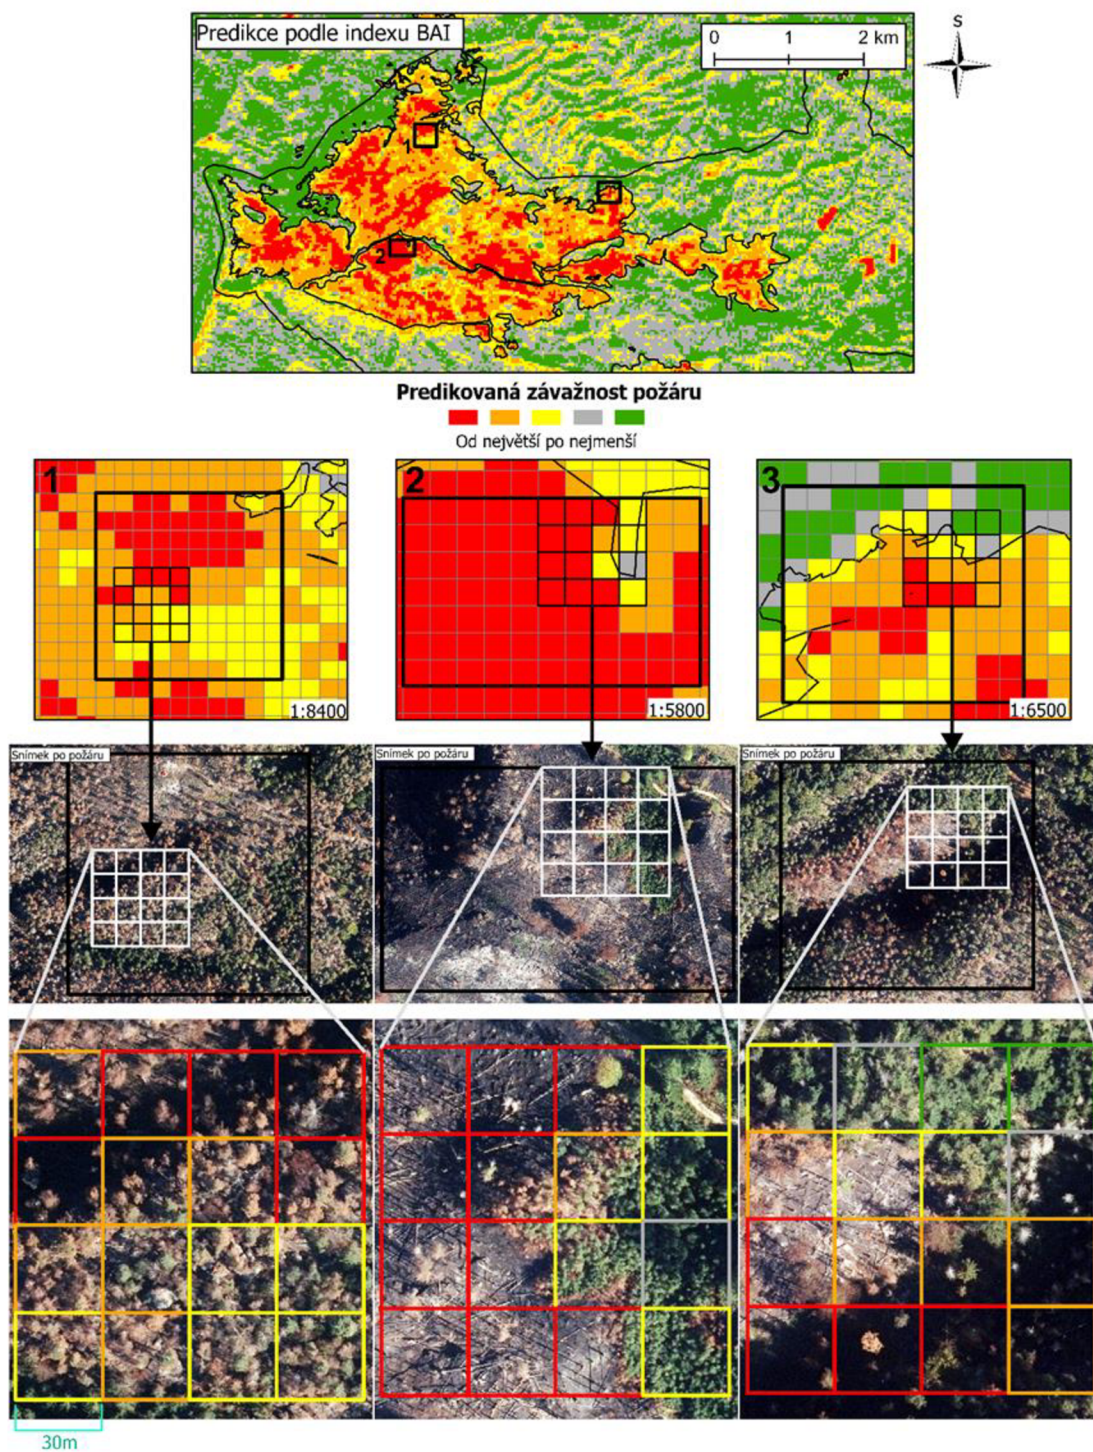 Predikce podle indexu BAI
0 1 2 km
S
1
2
Predikovaná závažnost požáru
Od největší po nejmenší
1
2
3
1:8400
1:5800
1:6500
Snímek po požáru
Snímek po požáru
Snímek po požáru
30m